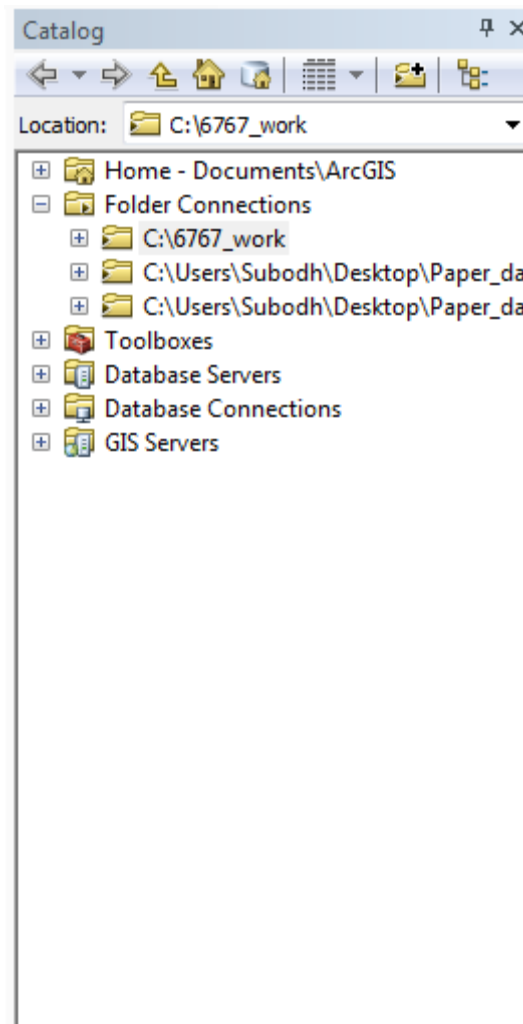 Catalog
Location: C:\6767_work
Home - Documents\ArcGIS
Folder Connections
C:\6767_work
C:\Users\Subodh\Desktop\Paper_da
C:\Users\Subodh\Desktop\Paper_da
Toolboxes
Database Servers
Database Connections
GIS Servers